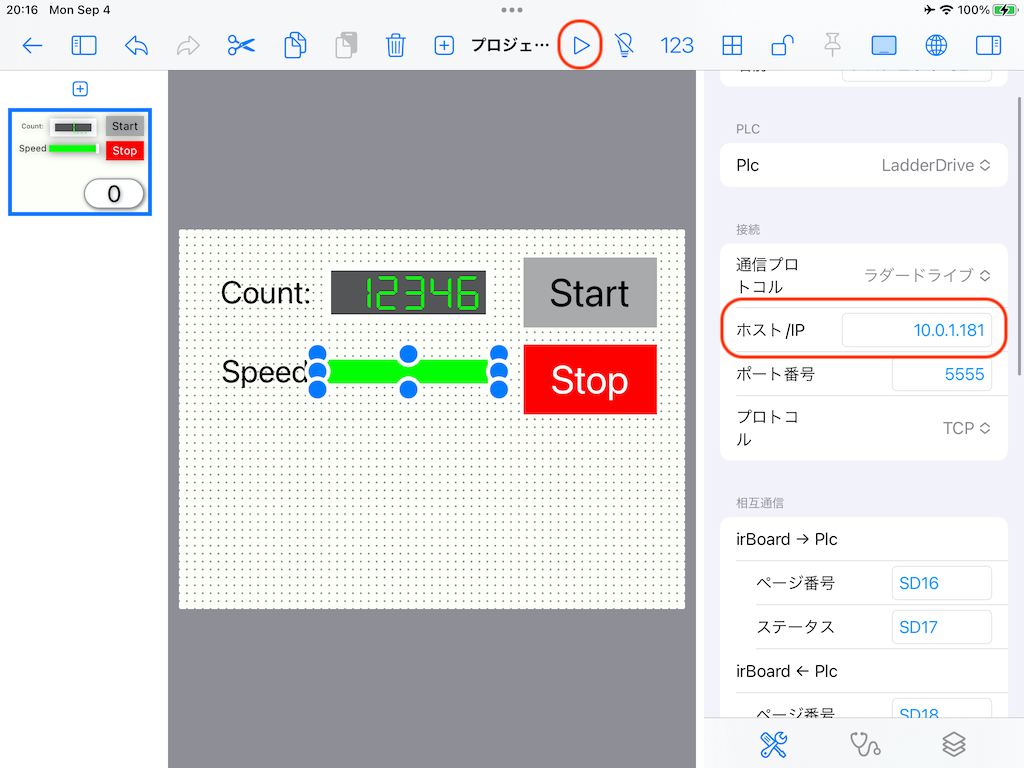 20:16 Mon Sep 4
100%
プロジェ…
123
Count:
Start
Speed
Stop
0
Count:
12346
Start
Speed
Stop
PLC
Plc
LadderDrive
接続
通信プロ
トコル
ラダードライブ
ホスト/IP
10.0.1.181
ポート番号
5555
プロトコ
ル
TCP
相互通信
irBoard → Plc
ページ番号
SD16
ステータス
SD17
irBoard ← Plc
ページ番号
SD18